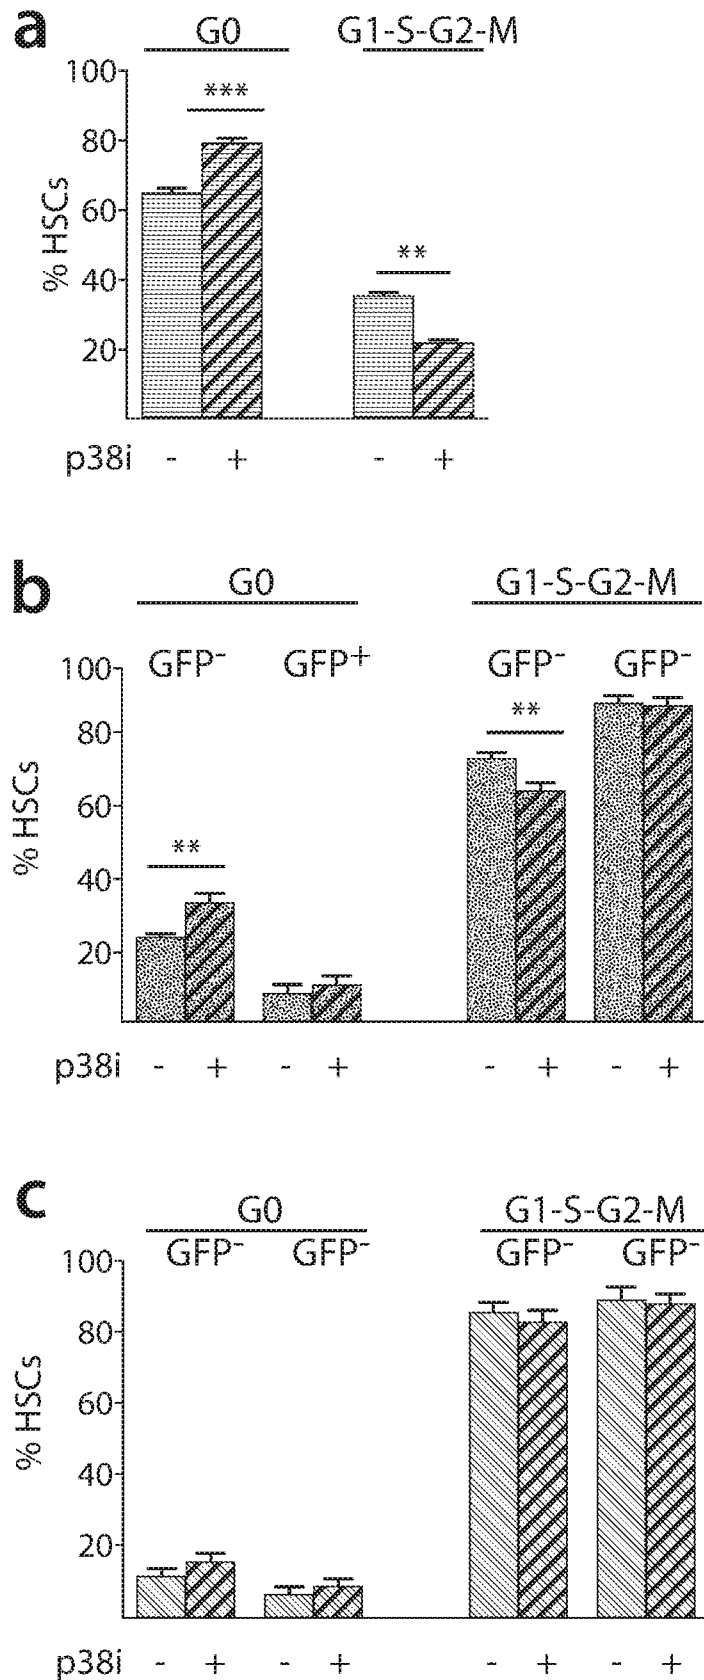 a
G0 G1-S-G2-M
100
***
80
60
**
40
20
% HSCs
p38i - + - +
b
G0 G1-S-G2-M
GFP- GFP+ GFP- GFP-
100
**
80
60
**
40
20
% HSCs
p38i - + - + - + - +
c
G0 G1-S-G2-M
GFP- GFP- GFP- GFP-
100
80
60
40
20
% HSCs
p38i - + - + - + - +